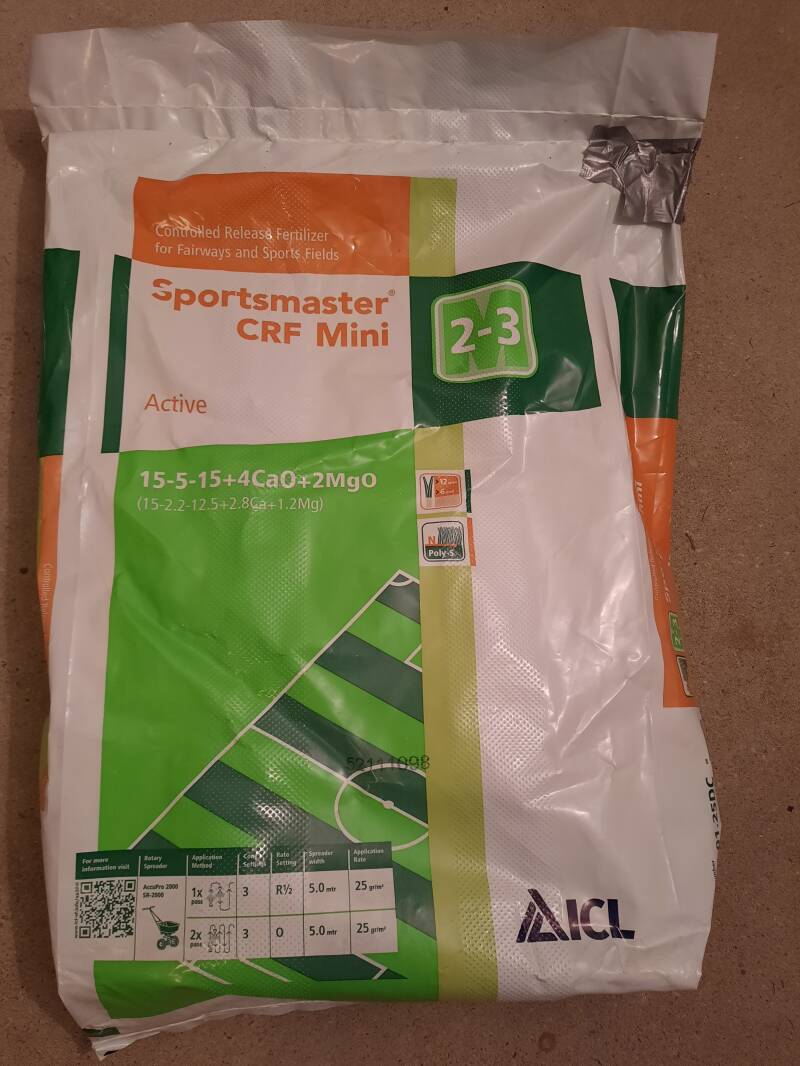 Controlled Release Fertilizer
for Fairways and Sports Fields
Sportsmaster®
CRF Mini
2-3
Active
15-5-15+4CaO+2MgO
(15-2.2-12.5+2.8Ca+1.2Mg)
>12
>6
N
Poly-S
52111098
For more
information visit
Rotary
Spreader
Application
Method
Rate
Setting
Spreader
width
Application
Rate
AccuPro 2000
SR-2000
1x
pass
3
R½
5.0 mtr
25 gr/m²
2x
pass
3
O
5.0 mtr
25 gr/m²
ICL